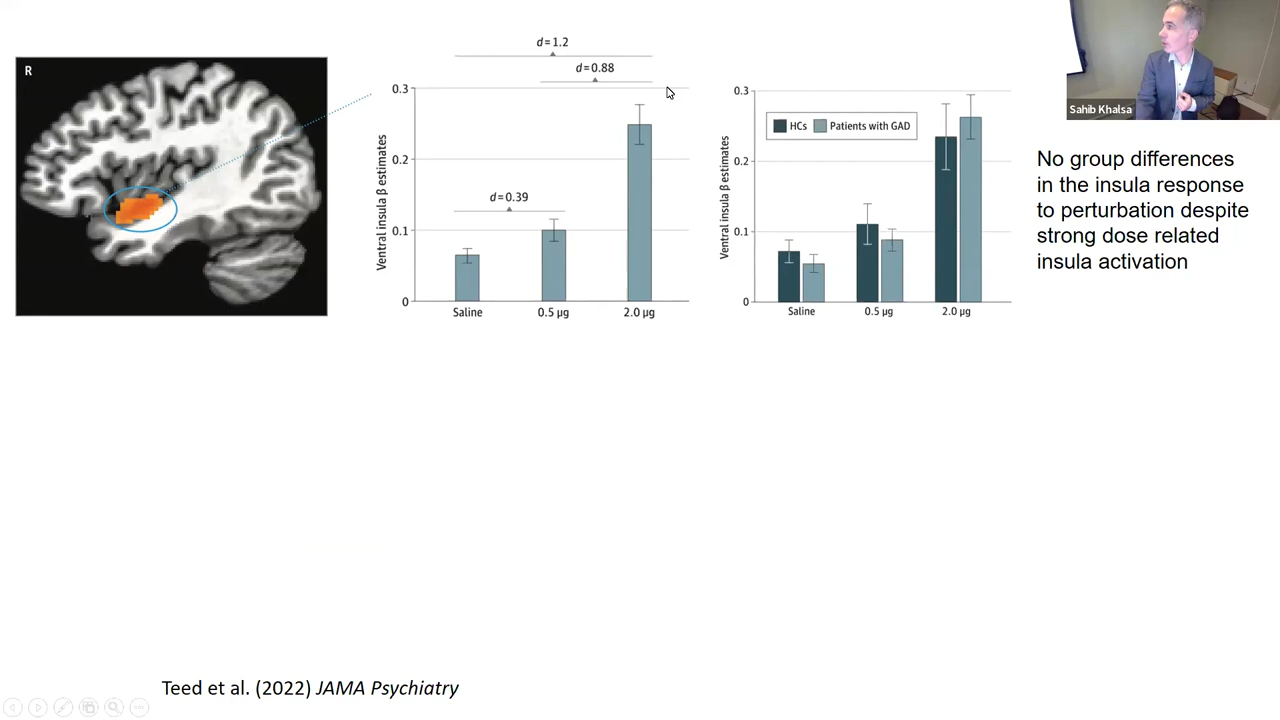 R
d=1.2
d=0.88
0.3
0.2
d=0.39
0.1
0
Ventral insula β estimates
Saline
0.5 µg
2.0 µg
0.3
HCs
Patients with GAD
0.2
0.1
0
Ventral insula β estimates
Saline
0.5 µg
2.0 µg
Sahib Khalsa
No group differences
in the insula response
to perturbation despite
strong dose related
insula activation
Teed et al. (2022) JAMA Psychiatry